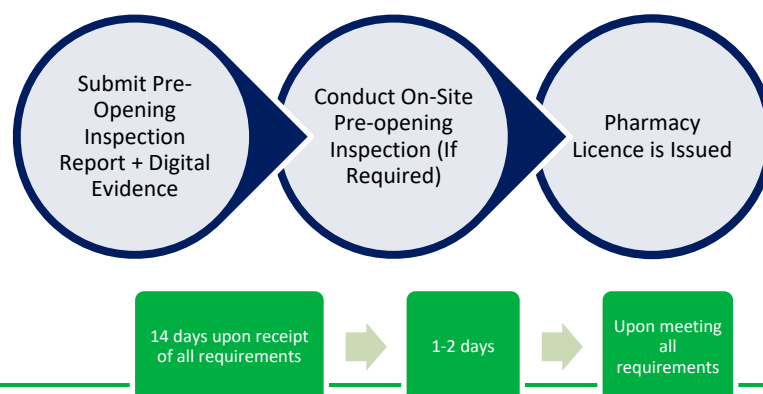 Submit Pre-
Opening
Inspection
Report + Digital
Evidence
Conduct On-Site
Pre-opening
Inspection (If
Required)
Pharmacy
Licence is Issued
14 days upon receipt
of all requirements
1-2 days
Upon meeting
all
requirements